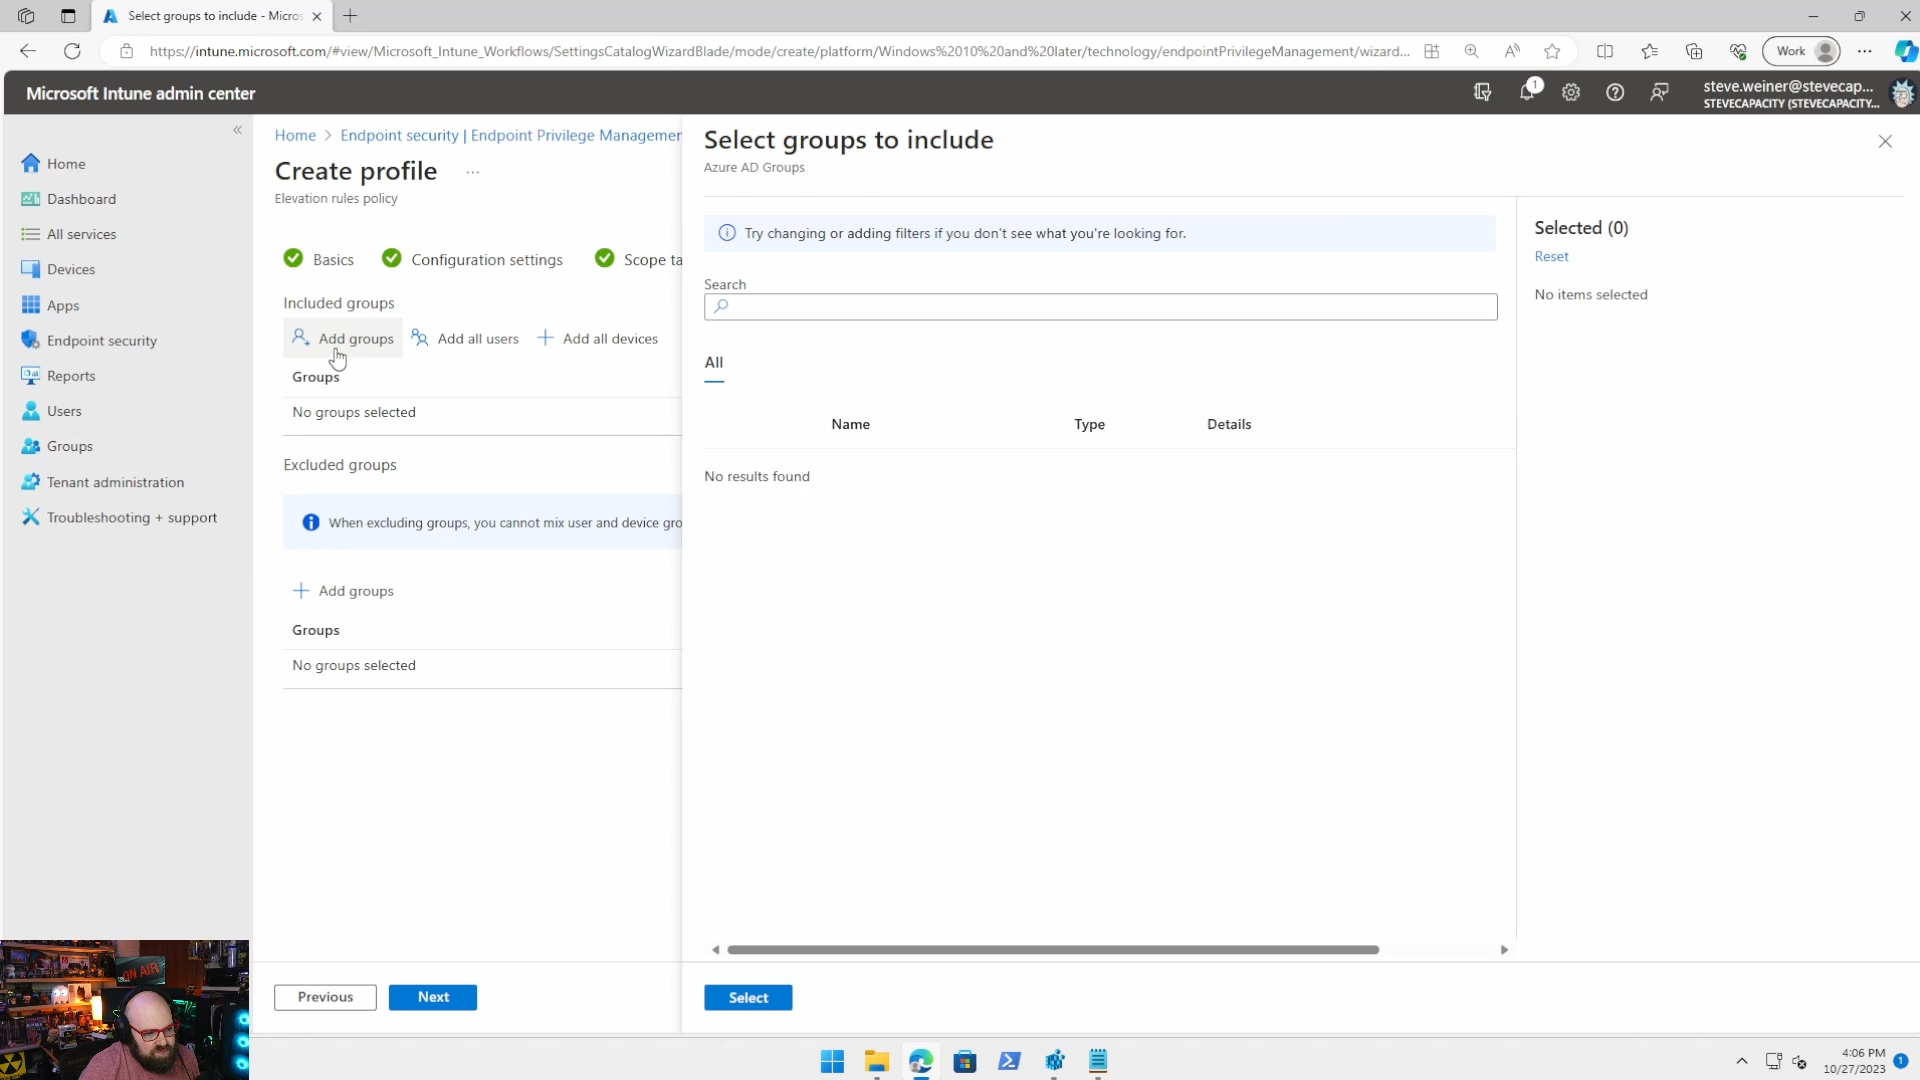 Select groups to include - Micros
https://intune.microsoft.com/#view/Microsoft_Intune_Workflows/SettingsCatalogWizardBlade/mode/create/platform/Windows%2010%20and%20later/technology/endpointPrivilegeManagement/wizard...
Work
Microsoft Intune admin center
1
steve.weiner@stevecap...
STEVECAPACITY (STEVECAPACITY....
Home
Dashboard
All services
Devices
Apps
Endpoint security
Reports
Users
Groups
Tenant administration
Troubleshooting + support
Home > Endpoint security | Endpoint Privilege Managemen
Create profile ...
Elevation rules policy
Basics
Configuration settings
Scope ta
Included groups
Add groups
Add all users
Add all devices
Groups
No groups selected
Excluded groups
When excluding groups, you cannot mix user and device gro
Add groups
Groups
No groups selected
Previous
Next
Select groups to include
Azure AD Groups
Try changing or adding filters if you don't see what you're looking for.
Search
All
Name
Type
Details
No results found
Select
Selected (0)
Reset
No items selected
ON AIR
4:06 PM
10/27/2023
1